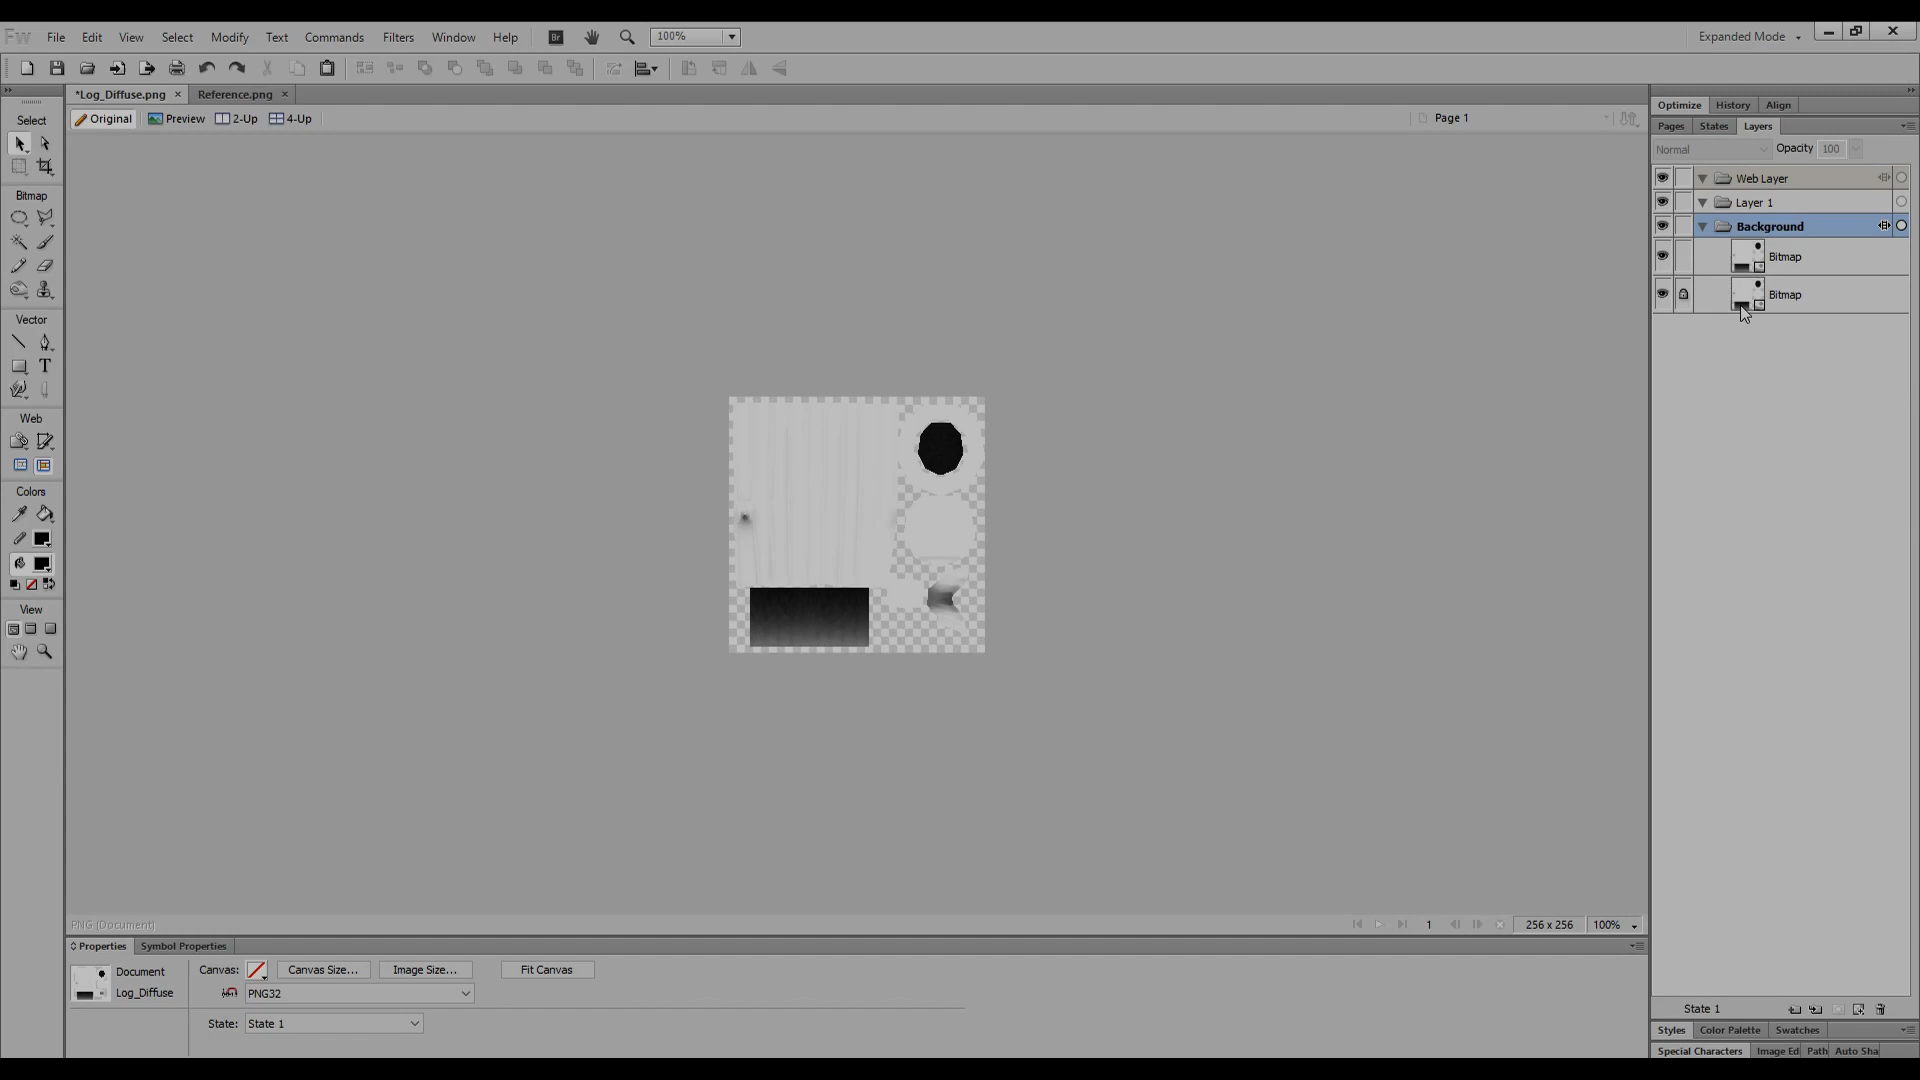 Fw File Edit View Select Modify Text Commands Filters Window Help Br 100% Expanded Mode
*Log_Diffuse.png Reference.png
Original Preview 2-Up 4-Up Page 1
Select
Bitmap
Vector
T
Web
Colors
View
Optimize History Align
Pages States Layers
Normal Opacity 100
Web Layer
Layer 1
Background
Bitmap
Bitmap
State 1
Styles Color Palette Swatches
Special Characters Image Ed Path Auto Sha
PNG (Document) 1 256 x 256 100%
Properties Symbol Properties
Document Canvas: Canvas Size... Image Size... Fit Canvas
Log_Diffuse PNG32
State: State 1